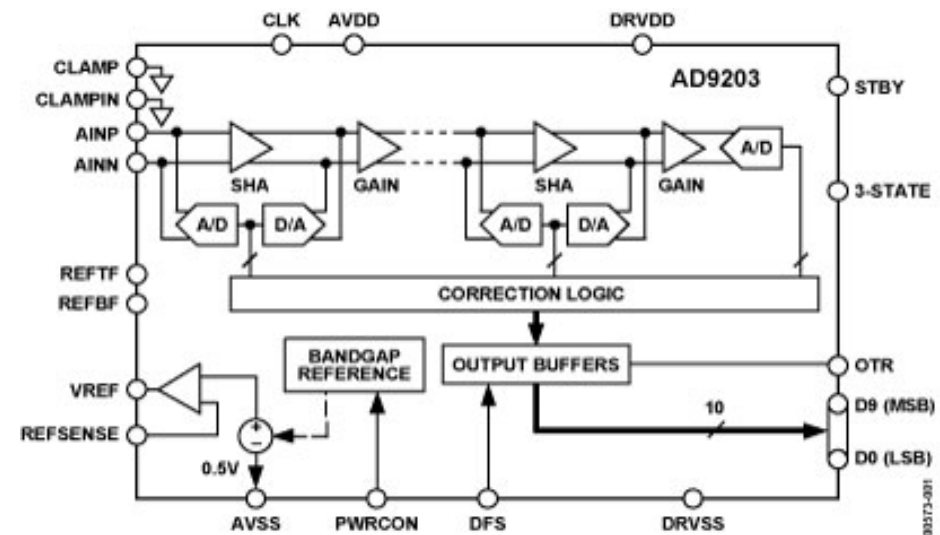 CLK AVDD DRVDD
CLAMP
AD9203
STBY
CLAMPIN
AINP
A/D
AINN
SHA GAIN SHA GAIN
3-STATE
A/D D/A A/D D/A
REFTF
CORRECTION LOGIC
REFBF
BANDGAP
REFERENCE
OUTPUT BUFFERS
OTR
VREF
10
D9 (MSB)
REFSENSE
+
−
0.5V
D0 (LSB)
AVSS PWRCON DFS DRVSS
00573-001